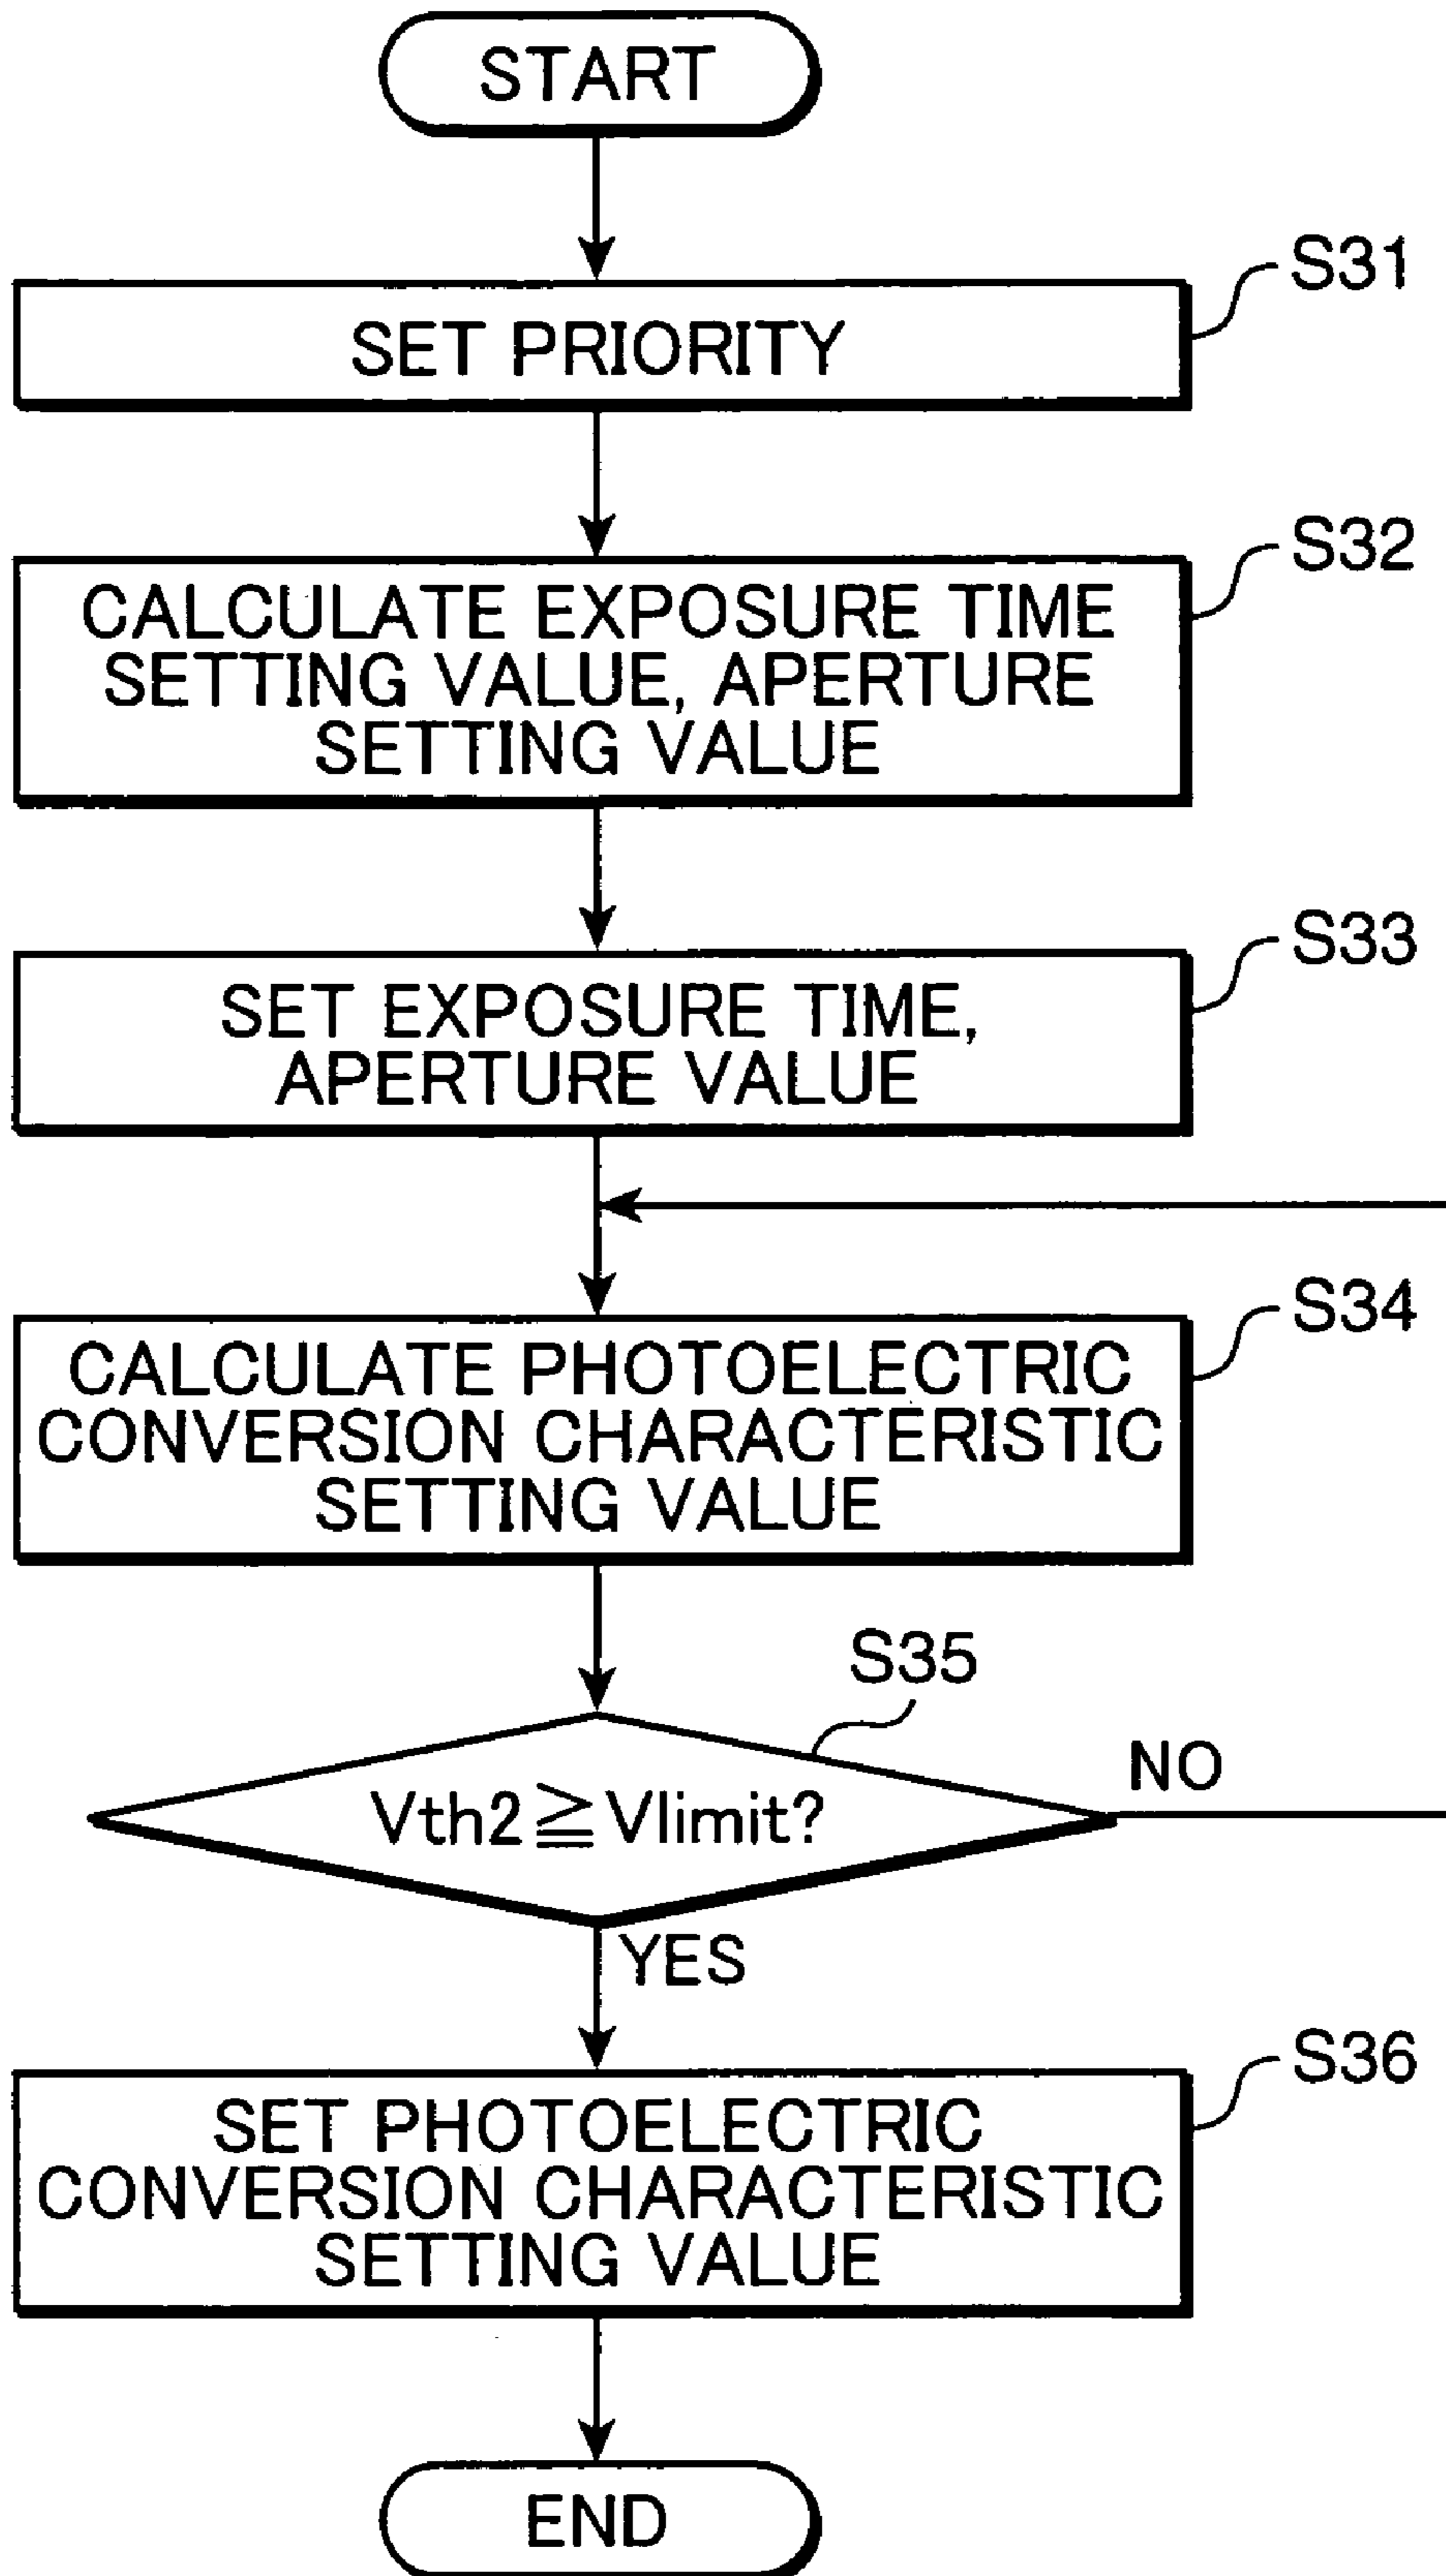 START
S31
SET PRIORITY
S32
CALCULATE EXPOSURE TIME
SETTING VALUE, APERTURE
SETTING VALUE
S33
SET EXPOSURE TIME,
APERTURE VALUE
S34
CALCULATE PHOTOELECTRIC
CONVERSION CHARACTERISTIC
SETTING VALUE
S35
Vth2≧Vlimit?
NO
YES
S36
SET PHOTOELECTRIC
CONVERSION CHARACTERISTIC
SETTING VALUE
END